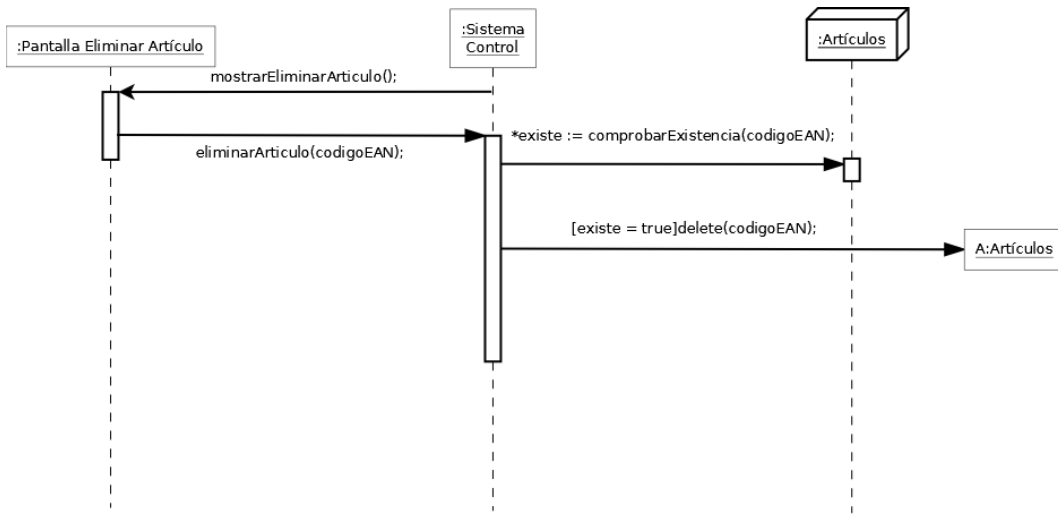 :Pantalla Eliminar Artículo
:Sistema
Control
:Artículos
mostrarEliminarArticulo();
*existe := comprobarExistencia(codigoEAN);
eliminarArticulo(codigoEAN);
[existe = true]delete(codigoEAN);
A:Artículos